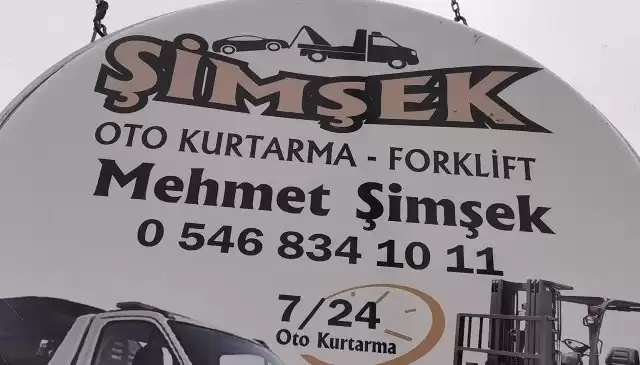 ŞİMŞEK
OTO KURTARMA - FORKLİFT
Mehmet Şimşek
0 546 834 10 11
7/24
Oto Kurtarma